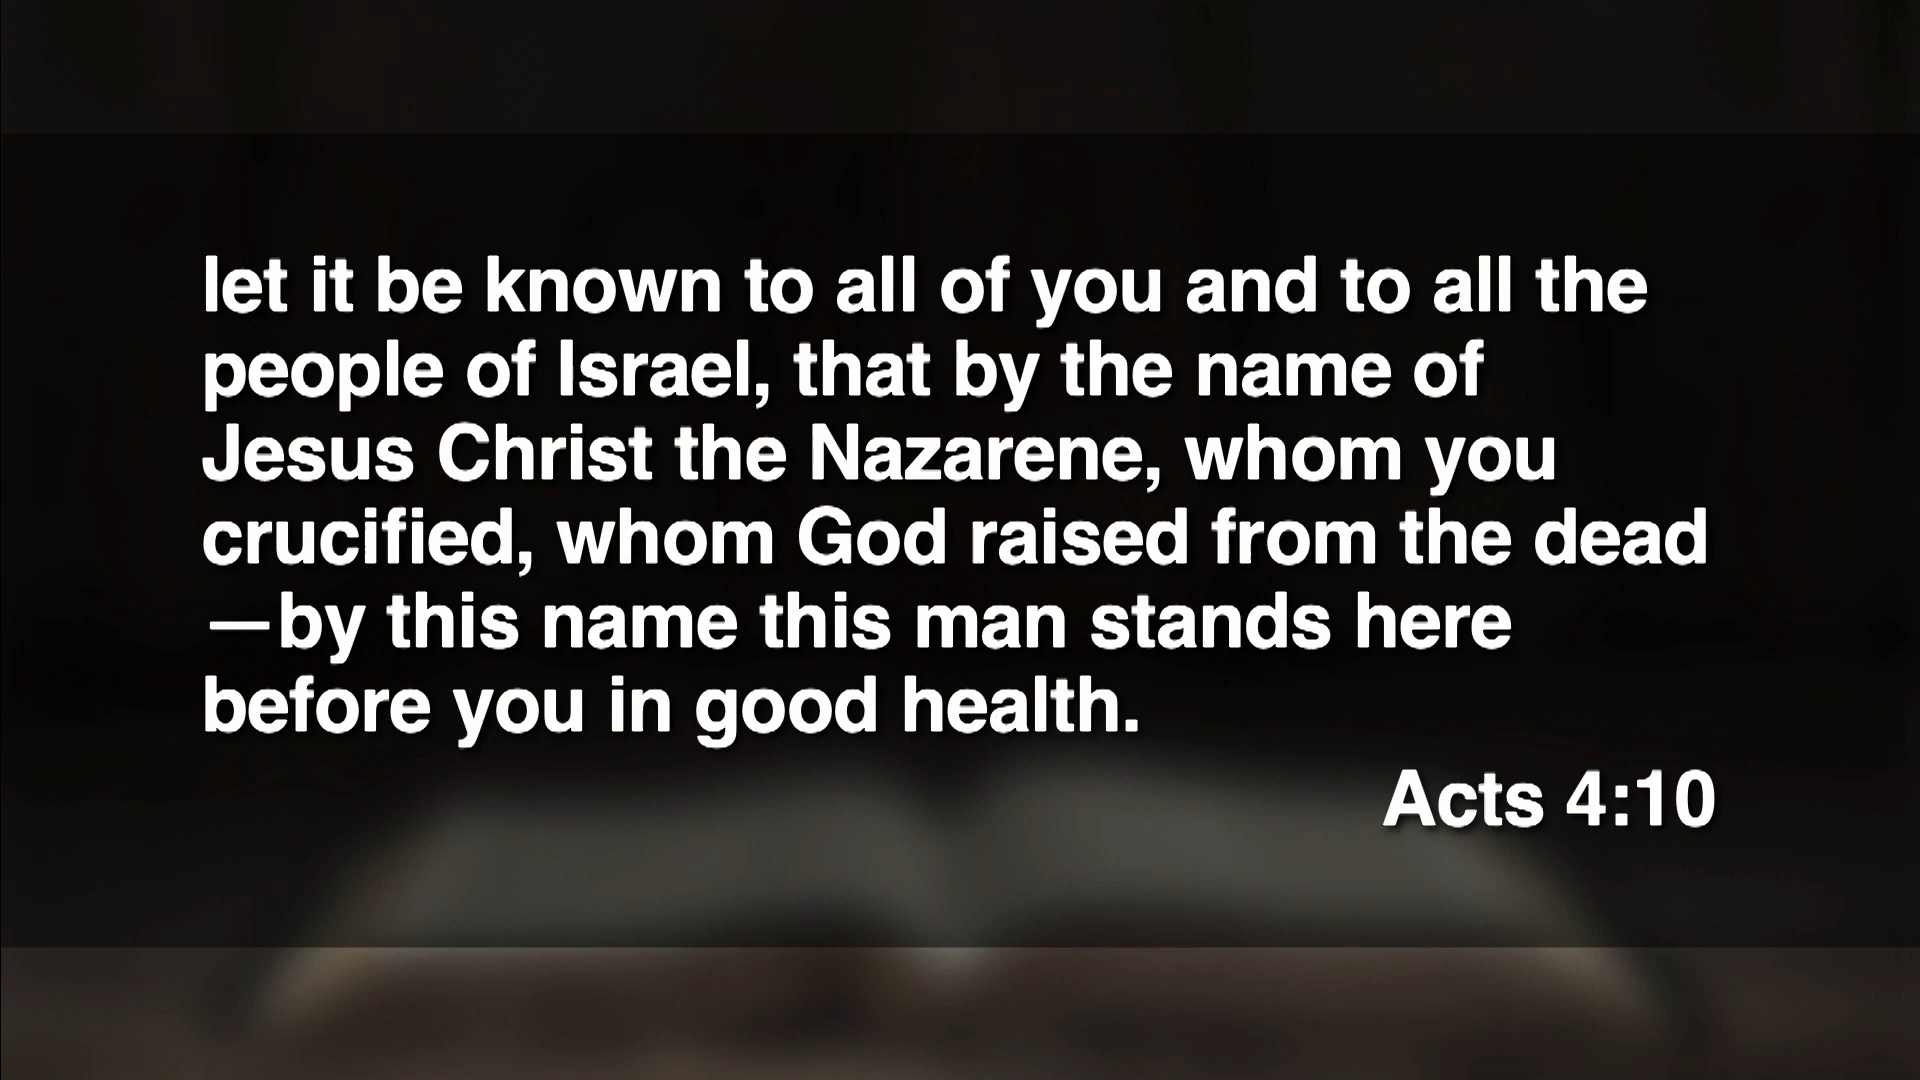 let it be known to all of you and to all the
people of Israel, that by the name of
Jesus Christ the Nazarene, whom you
crucified, whom God raised from the dead
—by this name this man stands here
before you in good health.
Acts 4:10